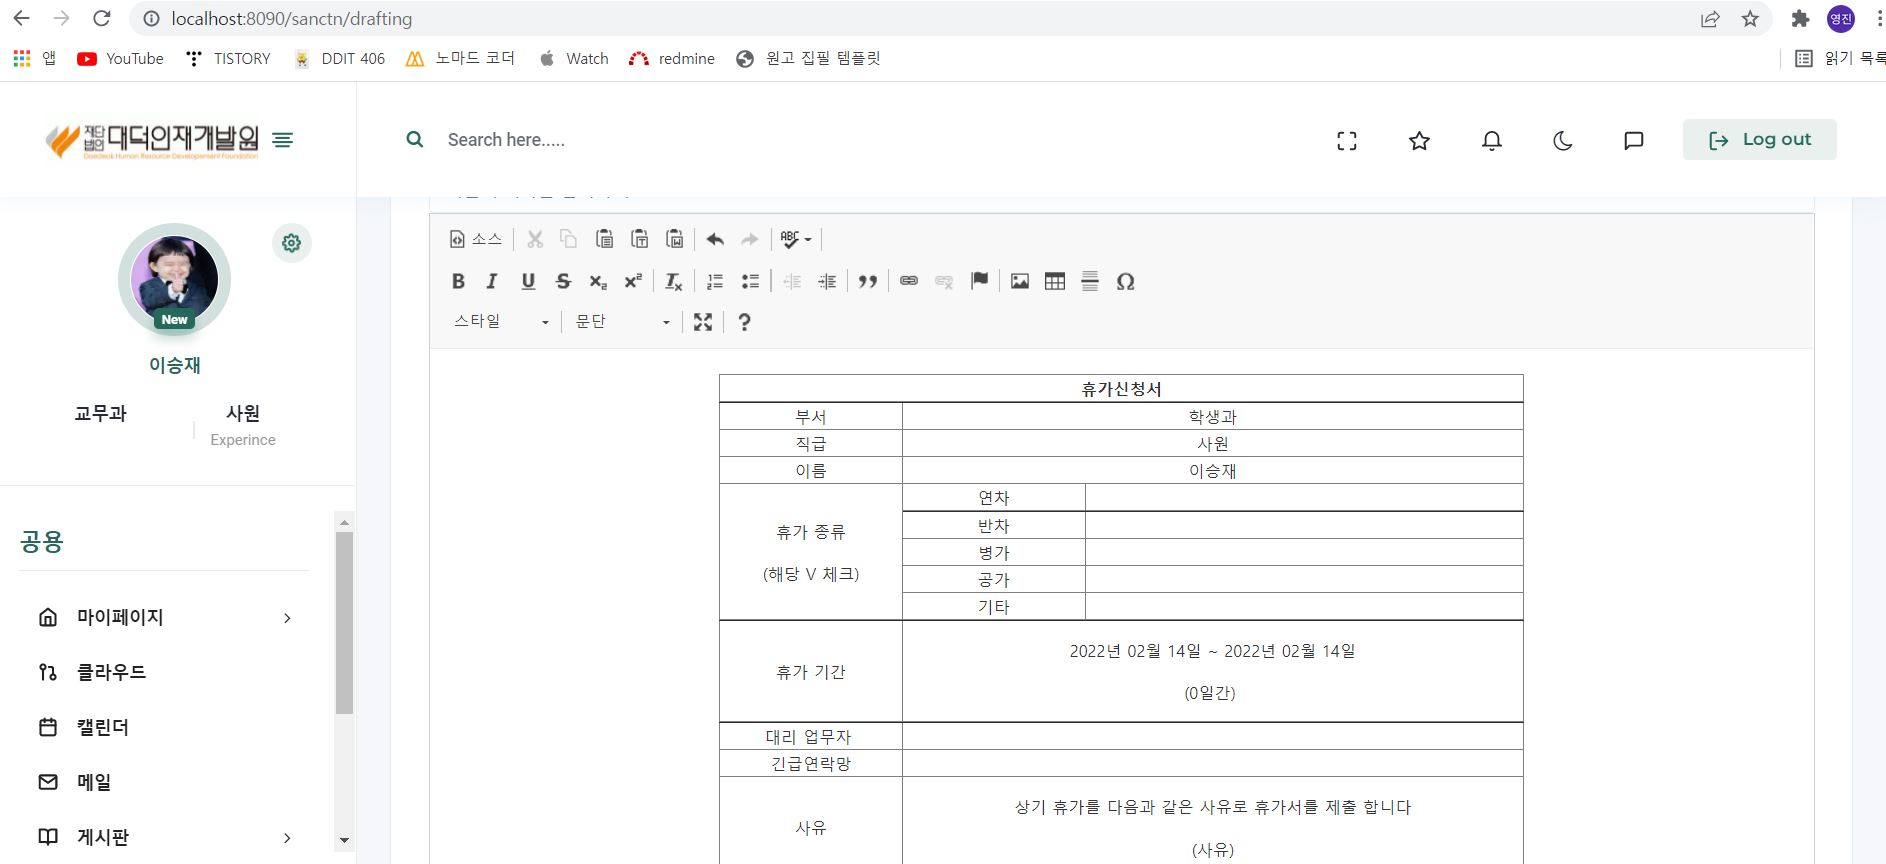 localhost:8090/sanctn/drafting
영진
앱
YouTube
TISTORY
DDIT 406
노마드 코더
Watch
redmine
원고 집필 템플릿
읽기 목록
재단
법인
대덕인재개발원
Daedeok Human Resource Developement Foundation
Search here.....
Log out
New
이승재
교무과
사원
Experince
공용
마이페이지
클라우드
캘린더
메일
게시판
소스
ABC
B I U S x₂ x² Ix
스타일
문단
?
휴가신청서
부서 학생과
직급 사원
이름 이승재
휴가 종류
(해당 V 체크)
연차
반차
병가
공가
기타
휴가 기간
2022년 02월 14일 ~ 2022년 02월 14일
(0일간)
대리 업무자
긴급연락망
사유
상기 휴가를 다음과 같은 사유로 휴가서를 제출 합니다
(사유)